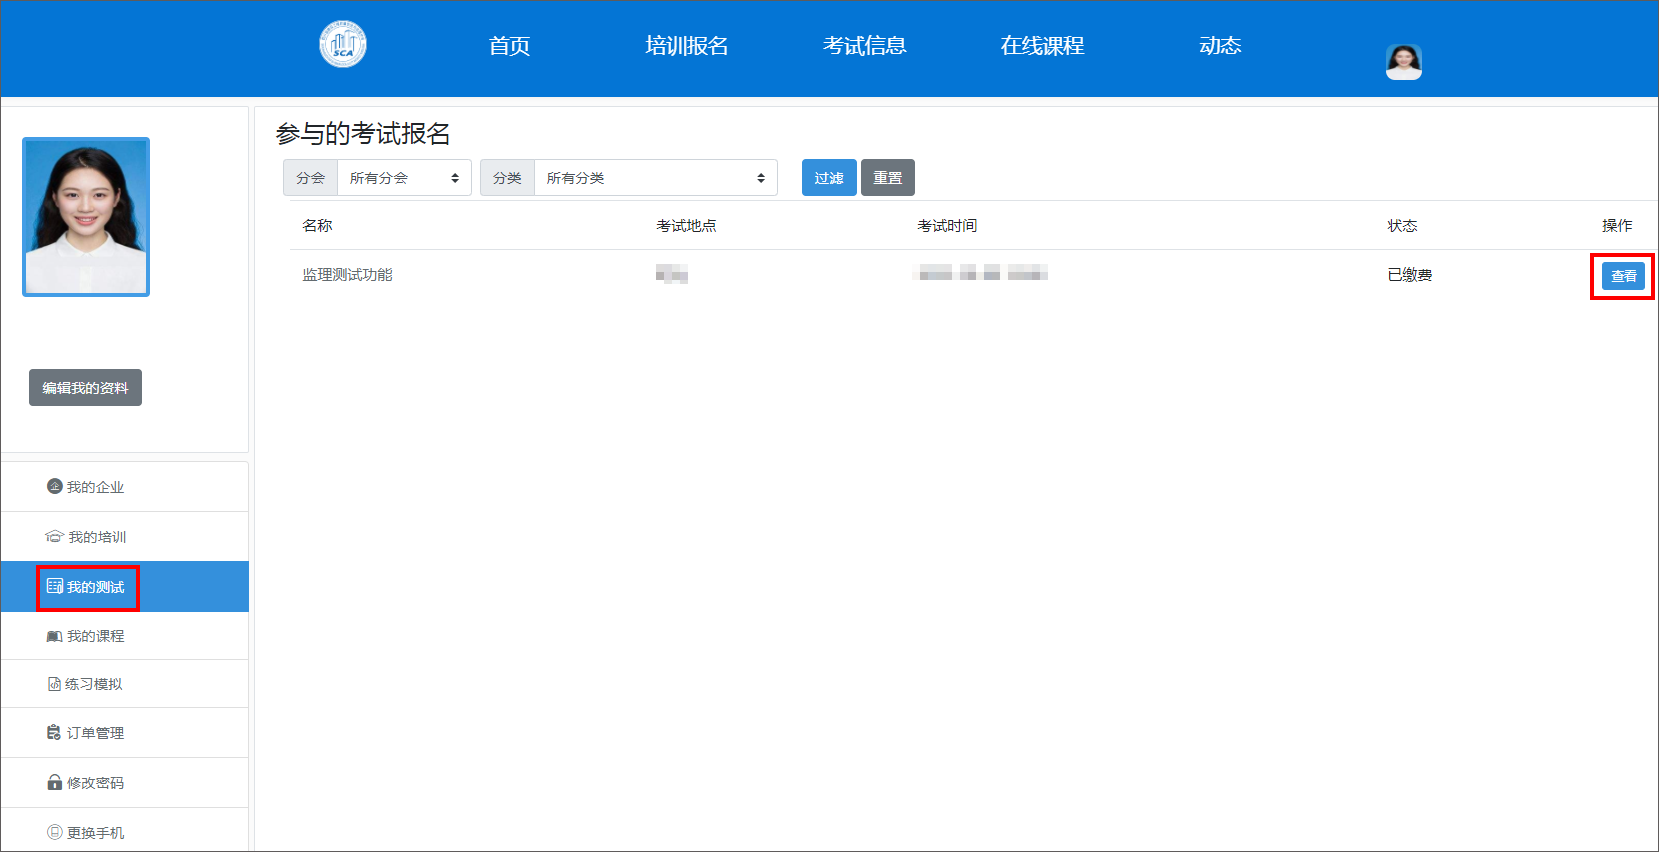 SCA
首页
培训报名
考试信息
在线课程
动态
编辑我的资料
企 我的企业
我的培训
我的测试
我的课程
练习模拟
订单管理
修改密码
更换手机
参与的考试报名
分会 所有分会 分类 所有分类 过滤 重置
名称 考试地点 考试时间 状态 操作
监理测试功能 已缴费 查看